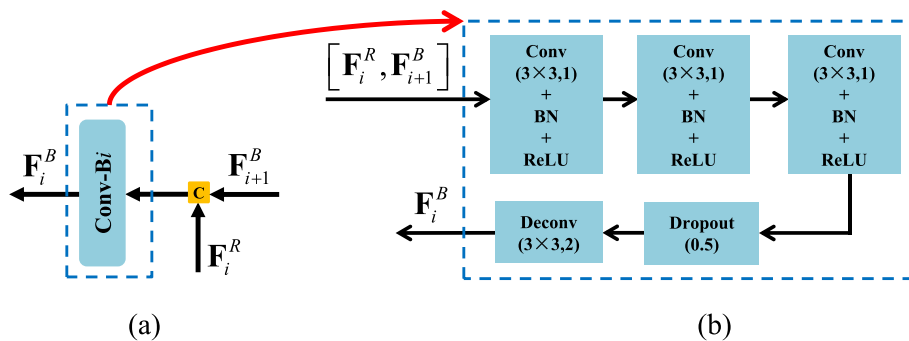 F_i^B
Conv-Bi
C
F_{i+1}^B
F_i^R
(a)
[F_i^R, F_{i+1}^B]
Conv
(3×3,1)
+
BN
+
ReLU
Conv
(3×3,1)
+
BN
+
ReLU
Conv
(3×3,1)
+
BN
+
ReLU
F_i^B
Deconv
(3×3,2)
Dropout
(0.5)
(b)